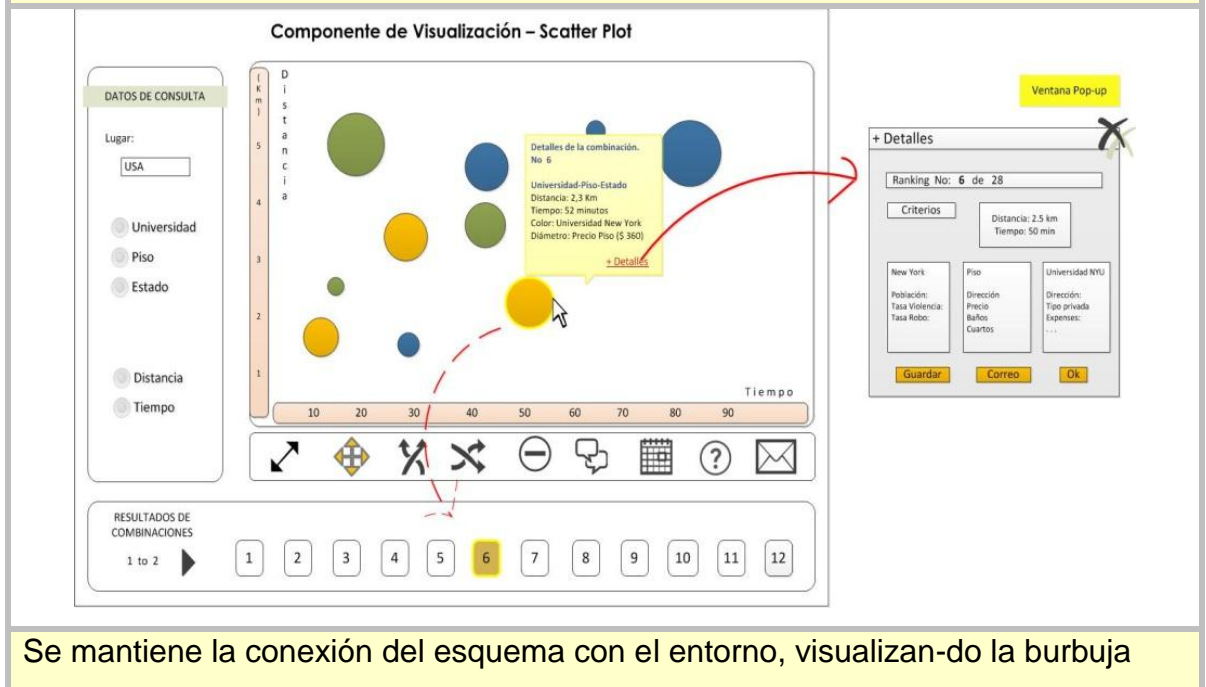 Componente de Visualización – Scatter Plot
DATOS DE CONSULTA
Lugar:
USA
Universidad
Piso
Estado
Distancia
Tiempo
(Km)
Distancia
5
4
3
2
1
Detalles de la combinación.
No 6
Universidad-Piso-Estado
Distancia: 2,3 Km
Tiempo: 52 minutos
Color: Universidad New York
Diámetro: Precio Piso ($ 360)
+ Detalles
Tiempo
10 20 30 40 50 60 70 80 90
?
RESULTADOS DE
COMBINACIONES
1 to 2
1 2 3 4 5 6 7 8 9 10 11 12
Ventana Pop-up
+ Detalles
Ranking No: 6 de 28
Criterios
Distancia: 2.5 km
Tiempo: 50 min
New York
Población:
Tasa Violencia:
Tasa Robo:
Piso
Dirección
Precio
Baños
Cuartos
Universidad NYU
Dirección:
Tipo privada
Expenses:
. . .
Guardar
Correo
Ok
Se mantiene la conexión del esquema con el entorno, visualizan-do la burbuja